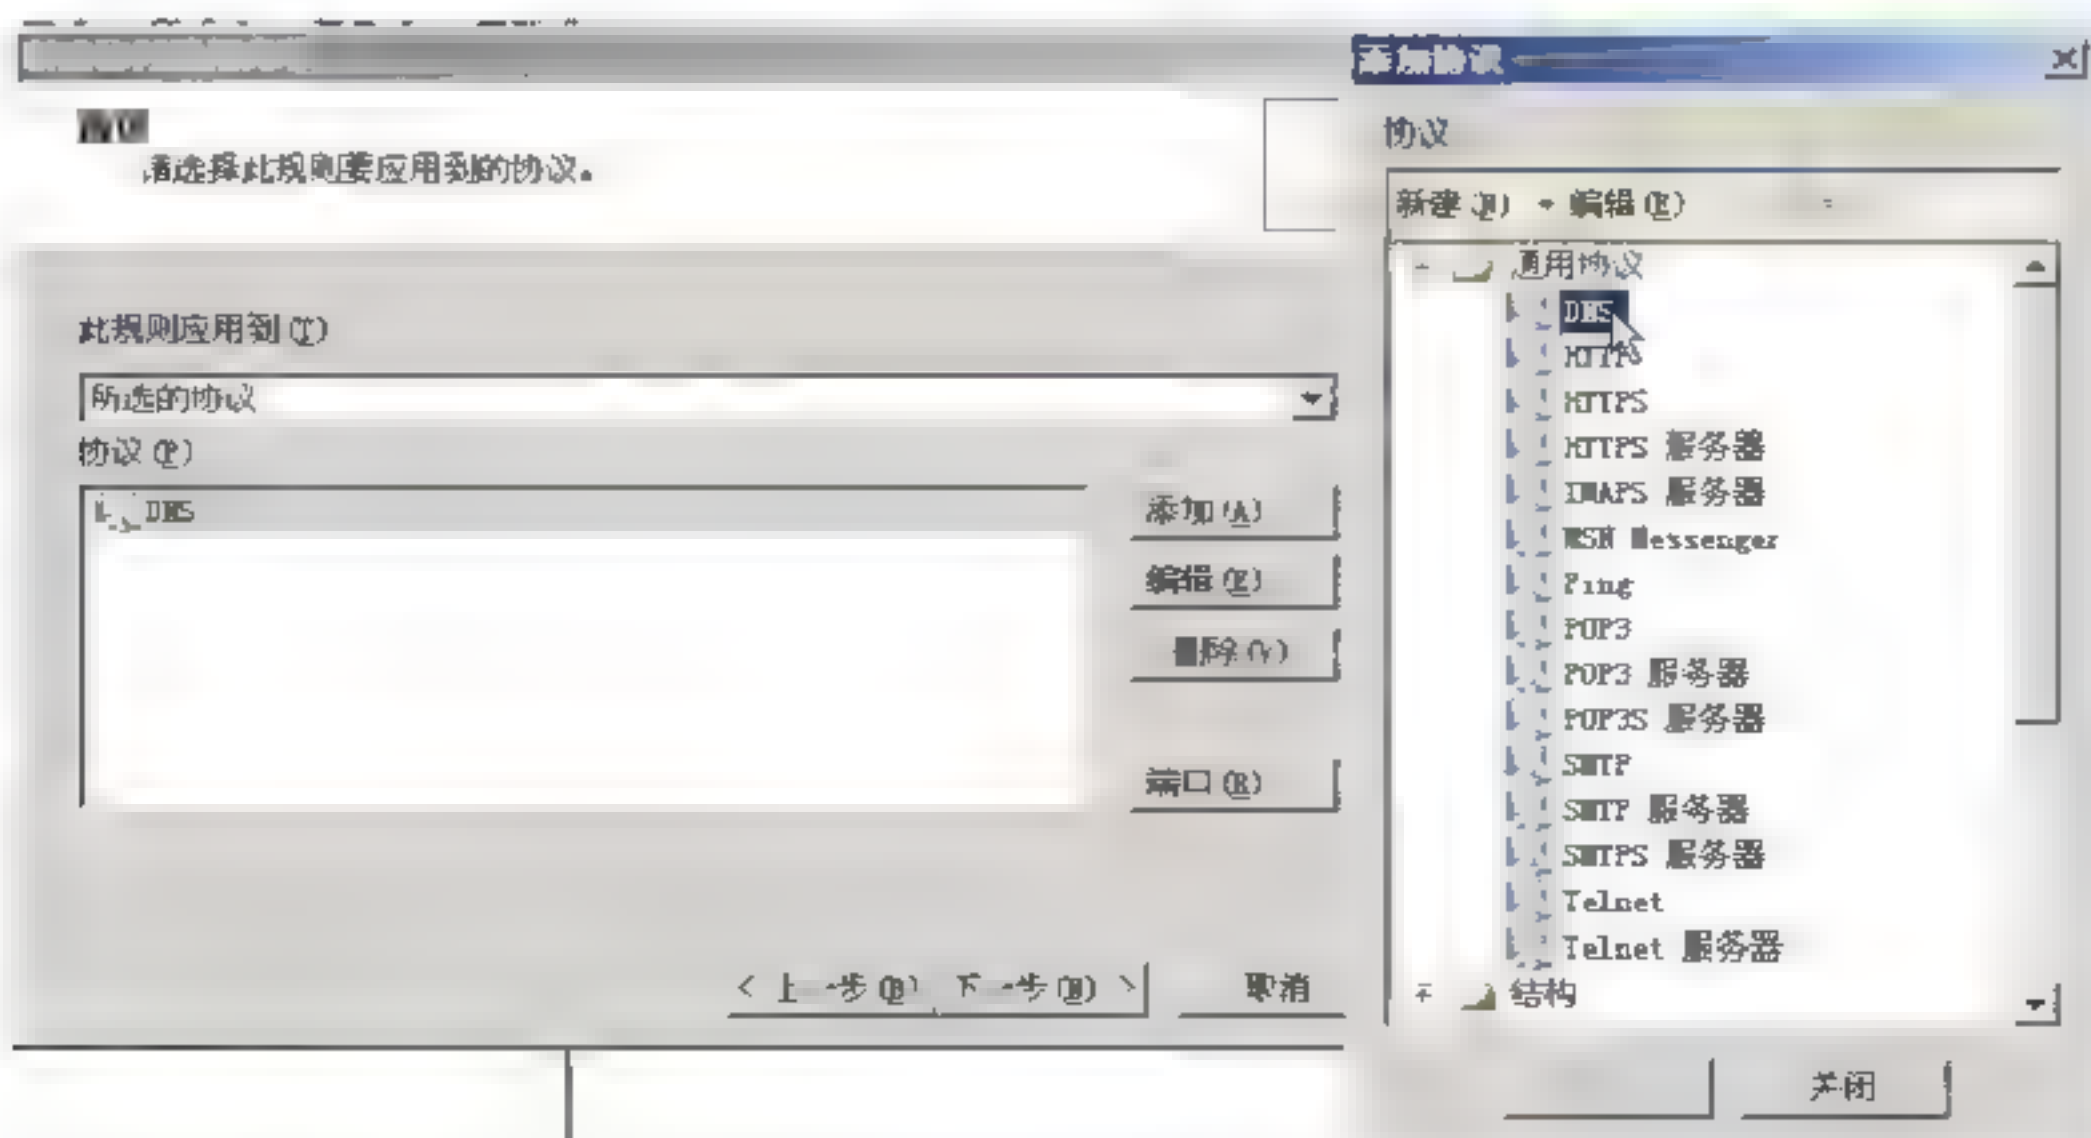 协议
请选择此规则要应用到的协议。
此规则应用到(T)
所选的协议
协议(P)
DNS
添加(A)
编辑(E)
删除(V)
端口(R)
< 上一步(B)
下一步(N) >
取消
添加协议
协议
新建(N)
编辑(E)
通用协议
DNS
HTTP
HTTPS
HTTPS 服务器
IMAPS 服务器
MSN Messenger
Ping
POP3
POP3 服务器
POP3S 服务器
SMTP
SMTP 服务器
SMTPS 服务器
Telnet
Telnet 服务器
结构
关闭